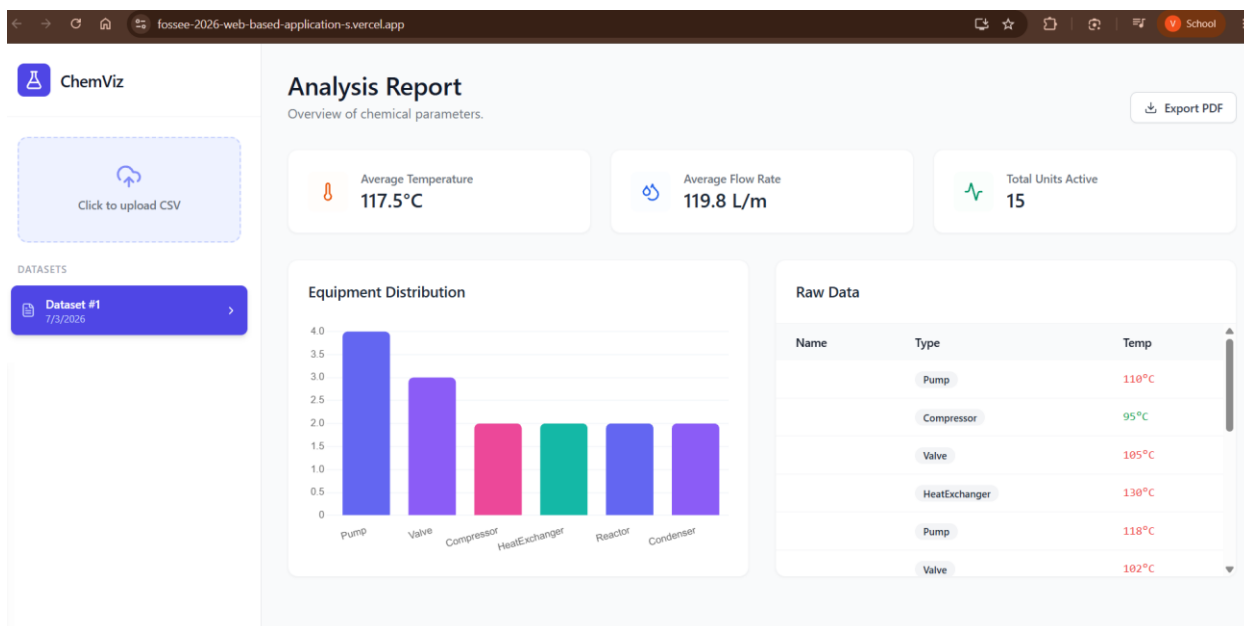 fossee-2026-web-based-application-s.vercel.app
V School
ChemViz
Click to upload CSV
DATASETS
Dataset #1
7/3/2026
Analysis Report
Overview of chemical parameters.
Export PDF
Average Temperature
117.5°C
Average Flow Rate
119.8 L/m
Total Units Active
15
Equipment Distribution
4.0
3.5
3.0
2.5
2.0
1.5
1.0
0.5
0
Pump Valve Compressor HeatExchanger Reactor Condenser
Raw Data
Name Type Temp
Pump 110°C
Compressor 95°C
Valve 105°C
HeatExchanger 130°C
Pump 118°C
Valve 102°C